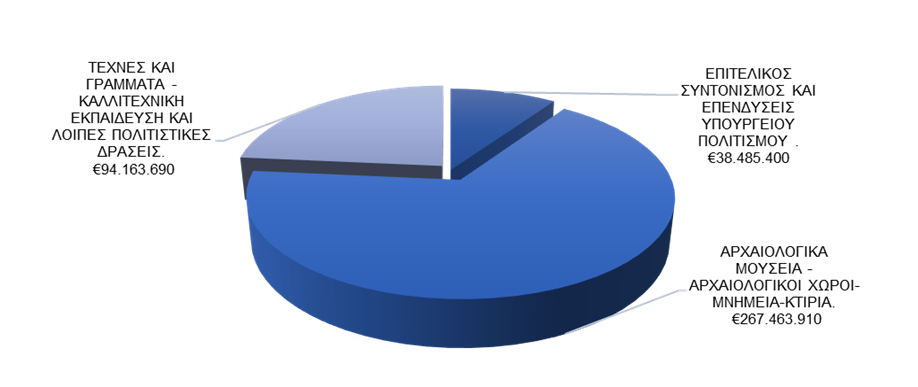 ΤΕΧΝΕΣ ΚΑΙ
ΓΡΑΜΜΑΤΑ -
ΚΑΛΛΙΤΕΧΝΙΚΗ
ΕΚΠΑΙΔΕΥΣΗ ΚΑΙ
ΛΟΙΠΕΣ ΠΟΛΙΤΙΣΤΙΚΕΣ
ΔΡΑΣΕΙΣ.
€94.163.690
ΕΠΙΤΕΛΙΚΟΣ
ΣΥΝΤΟΝΙΣΜΟΣ ΚΑΙ
ΕΠΕΝΔΥΣΕΙΣ
ΥΠΟΥΡΓΕΙΟΥ
ΠΟΛΙΤΙΣΜΟΥ .
€38.485.400
ΑΡΧΑΙΟΛΟΓΙΚΑ
ΜΟΥΣΕΙΑ -
ΑΡΧΑΙΟΛΟΓΙΚΟΙ ΧΩΡΟΙ-
ΜΝΗΜΕΙΑ-ΚΤΙΡΙΑ.
€267.463.910